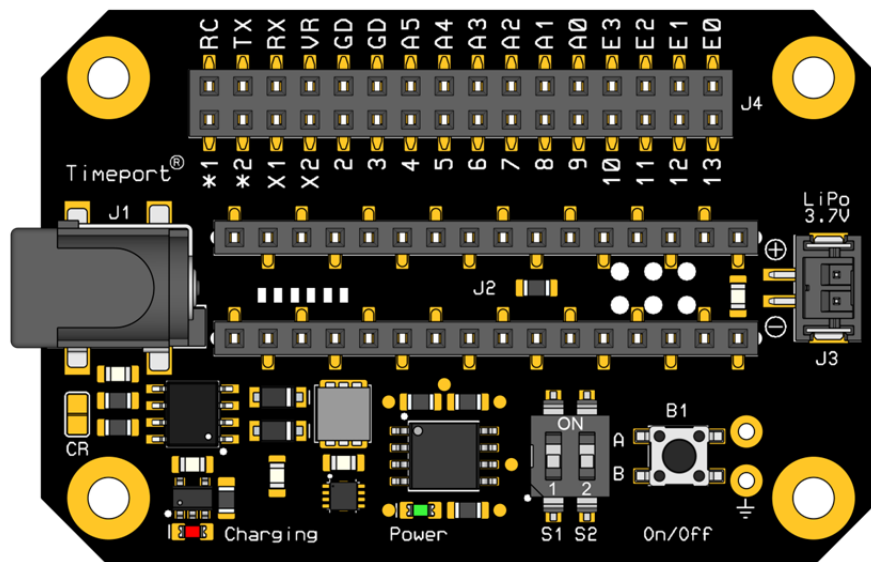 RC TX RX VR GD GD A5 A4 A3 A2 A1 A0 E3 E2 E1 E0
J4
*1 *2 X1 X2 2 3 4 5 6 7 8 9 10 11 12 13
Timeport®
J1
LiPo
3.7V
+
J2
−
J3
CR
ON
1 2
A
B
B1
Charging
Power
S1 S2
On/Off